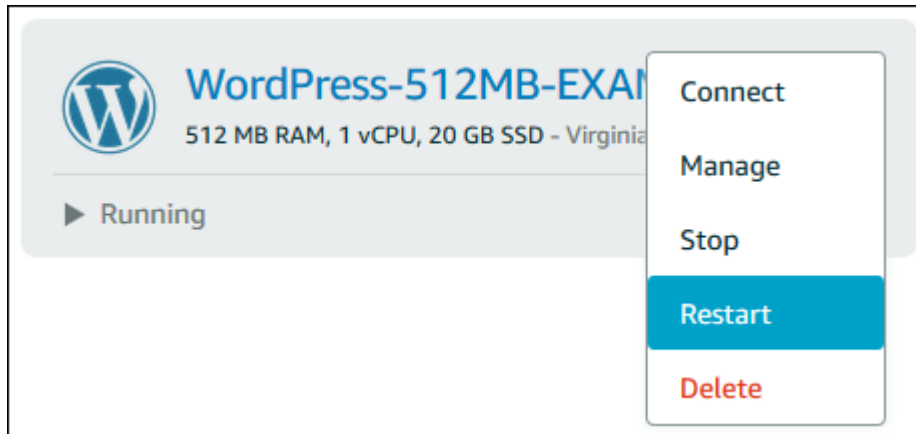 WordPress-512MB-EXAM
512 MB RAM, 1 vCPU, 20 GB SSD - Virginia
Running
Connect
Manage
Stop
Restart
Delete